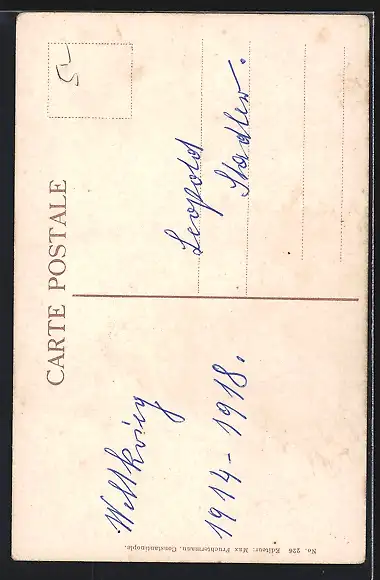 CARTE POSTALE
5
Weltkrieg
1914-1918.
Leopold
Stadler.
No. 226 Editeur: Max Fruchtermann, Constantinople.